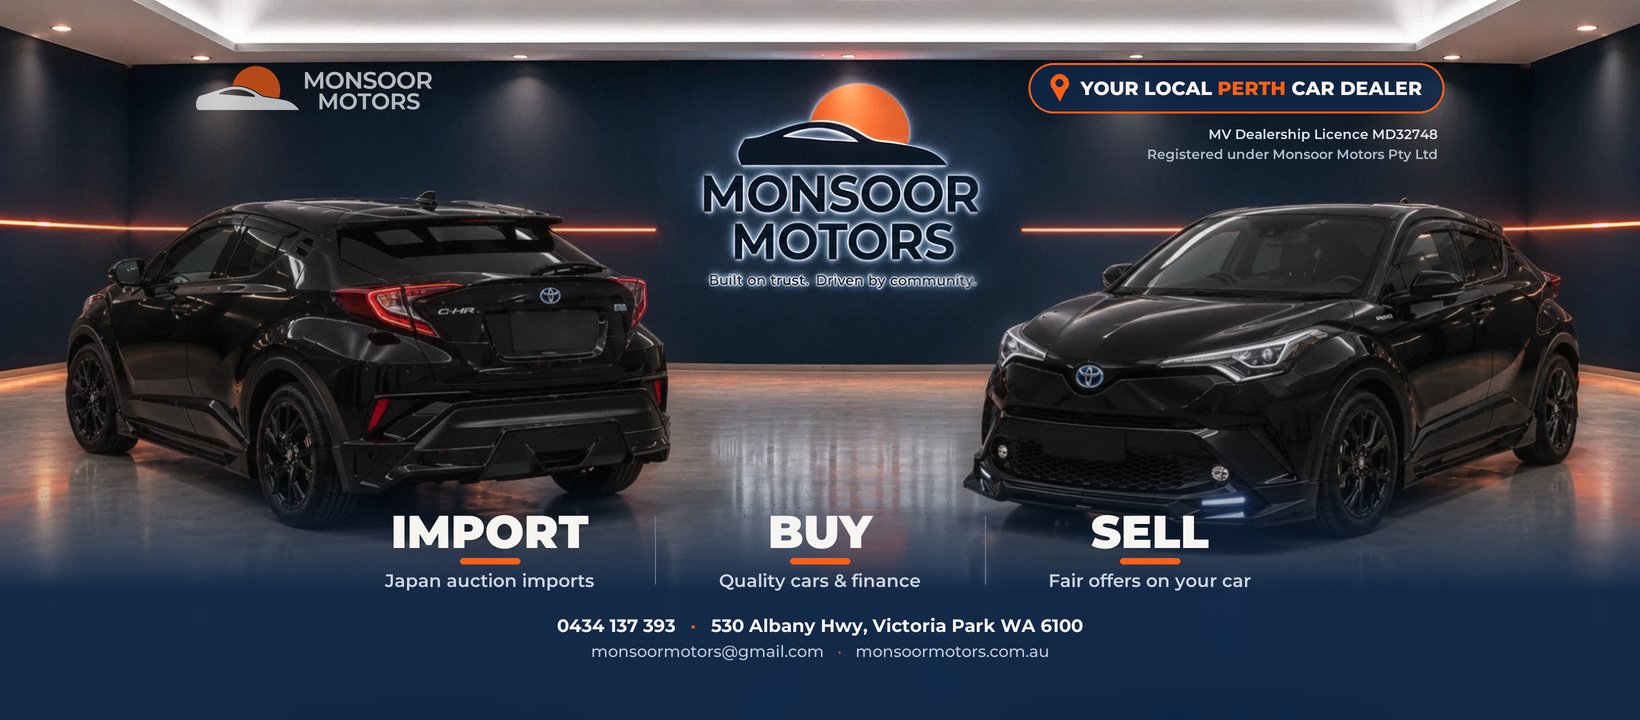 MONSOOR
MOTORS
YOUR LOCAL PERTH CAR DEALER
MV Dealership Licence MD32748
Registered under Monsoor Motors Pty Ltd
MONSOOR
MOTORS
Built on trust. Driven by community.
C-HR
IMPORT
Japan auction imports
BUY
Quality cars & finance
SELL
Fair offers on your car
0434 137 393 • 530 Albany Hwy, Victoria Park WA 6100
monsoormotors@gmail.com • monsoormotors.com.au